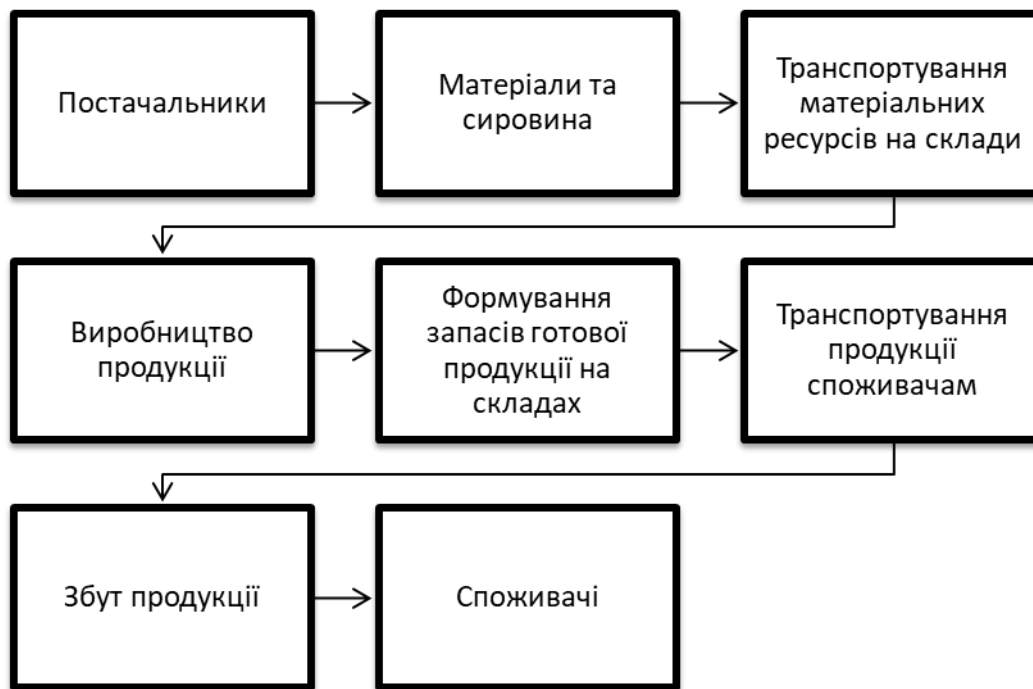 Постачальники
Матеріали та
сировина
Транспортування
матеріальних
ресурсів на склади
Виробництво
продукції
Формування
запасів готової
продукції на
складах
Транспортування
продукції
споживачам
Збут продукції
Споживачі